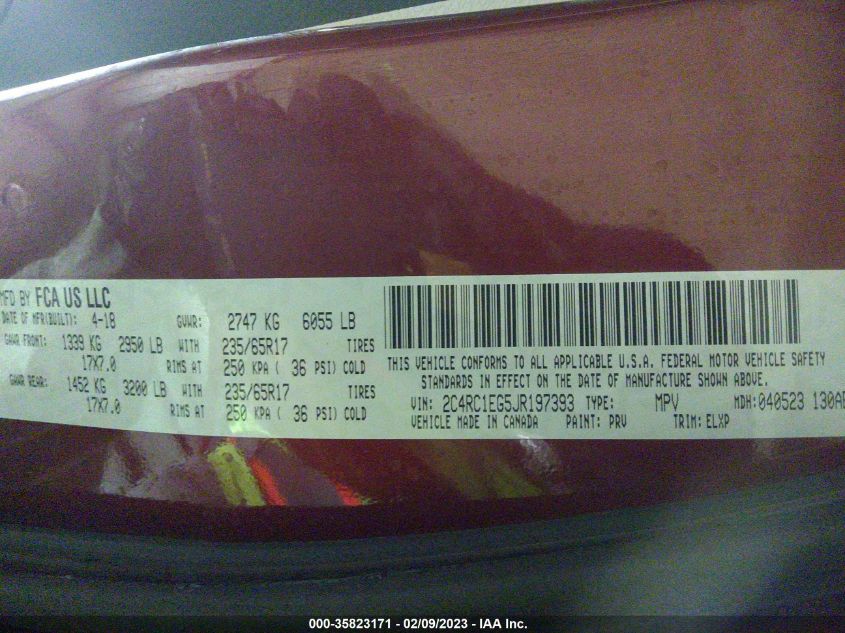 MFD BY FCA US LLC
DATE OF MFR(BUILT): 4-18 GVWR: 2747 KG 6055 LB
GAWR FRONT: 1339 KG 2950 LB WITH 235/65R17 TIRES
17X7.0 RIMS AT 250 KPA ( 36 PSI) COLD
GAWR REAR: 1452 KG 3200 LB WITH 235/65R17 TIRES
17X7.0 RIMS AT 250 KPA ( 36 PSI) COLD
THIS VEHICLE CONFORMS TO ALL APPLICABLE U.S.A. FEDERAL MOTOR VEHICLE SAFETY
STANDARDS IN EFFECT ON THE DATE OF MANUFACTURE SHOWN ABOVE.
VIN: 2C4RC1EG5JR197393 TYPE: MPV MDH: 040523 130AB
VEHICLE MADE IN CANADA PAINT: PRV TRIM: ELXP
000-35823171 - 02/09/2023 - IAA Inc.